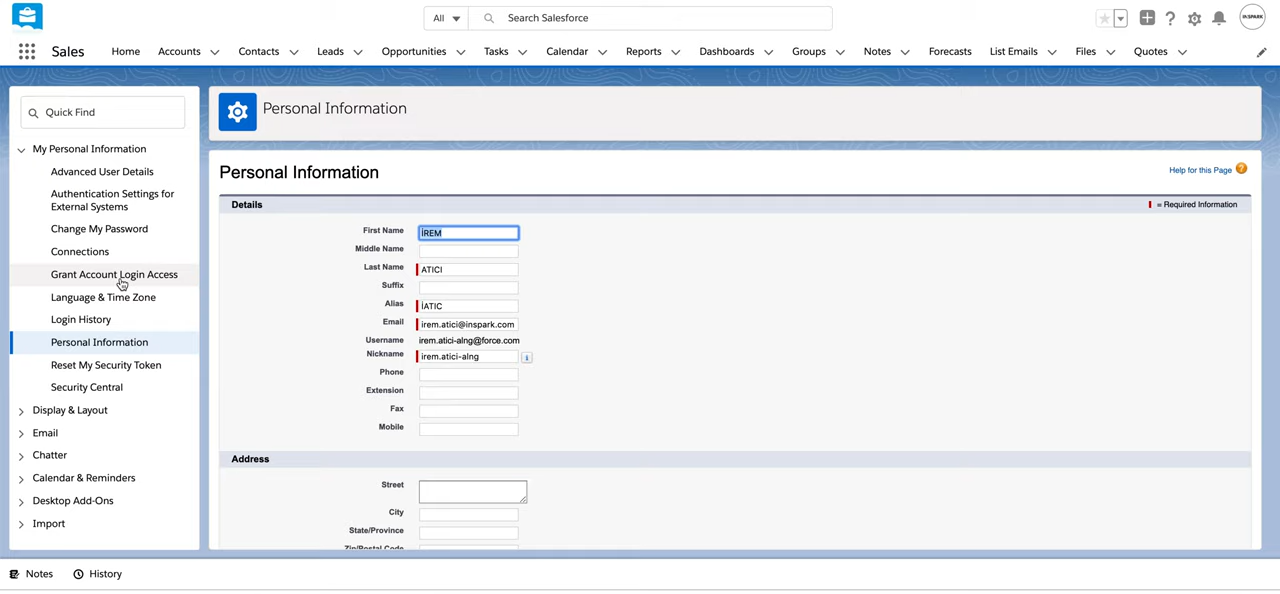 All
Search Salesforce
INSPARK
Sales
Home
Accounts
Contacts
Leads
Opportunities
Tasks
Calendar
Reports
Dashboards
Groups
Notes
Forecasts
List Emails
Files
Quotes
Quick Find
My Personal Information
Advanced User Details
Authentication Settings for
External Systems
Change My Password
Connections
Grant Account Login Access
Language & Time Zone
Login History
Personal Information
Reset My Security Token
Security Central
Display & Layout
Email
Chatter
Calendar & Reminders
Desktop Add-Ons
Import
Personal Information
Personal Information
Help for this Page ?
Details
= Required Information
First Name İREM
Middle Name
Last Name ATICI
Suffix
Alias İATIC
Email irem.atici@inspark.com
Username irem.atici-alng@force.com
Nickname irem.atici-alng
Phone
Extension
Fax
Mobile
Address
Street
City
State/Province
Zip/Postal Code
Notes
History